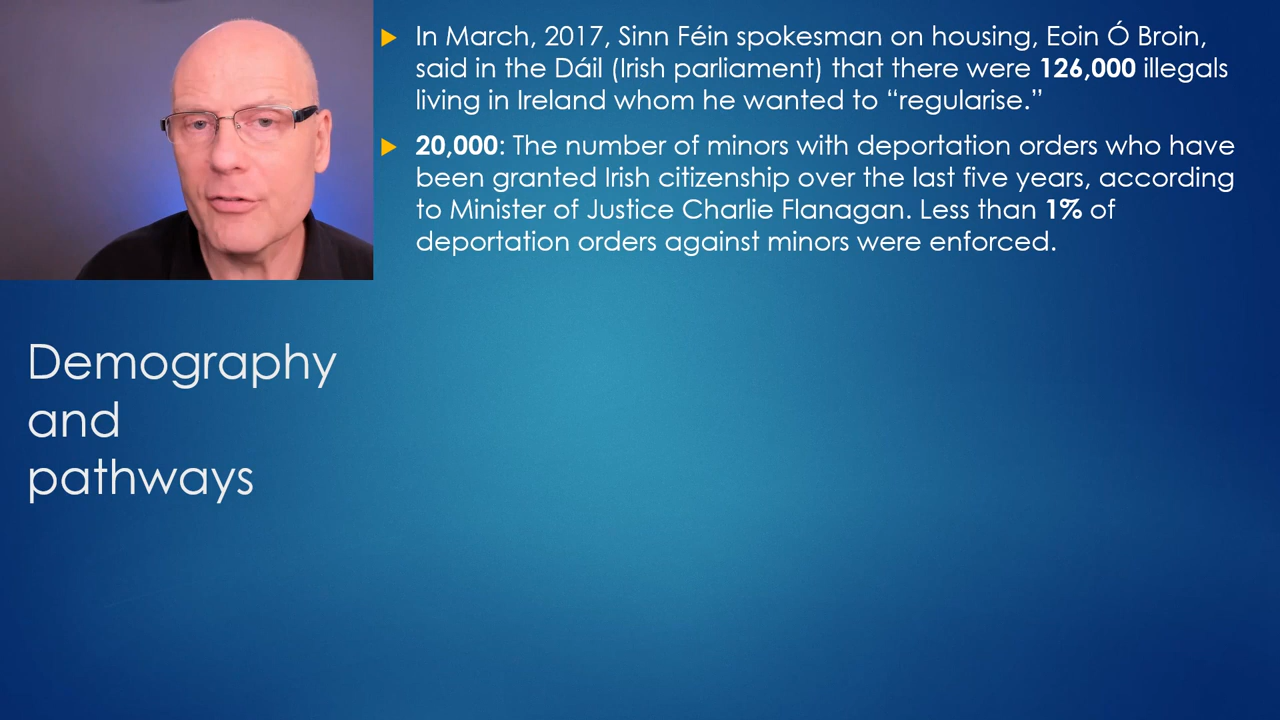 In March, 2017, Sinn Féin spokesman on housing, Eoin Ó Broin,
said in the Dáil (Irish parliament) that there were 126,000 illegals
living in Ireland whom he wanted to “regularise.”
20,000: The number of minors with deportation orders who have
been granted Irish citizenship over the last five years, according
to Minister of Justice Charlie Flanagan. Less than 1% of
deportation orders against minors were enforced.
Demography
and
pathways